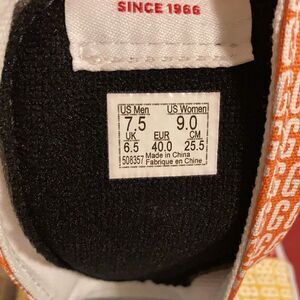 SINCE 1966
US Men US Women
7.5 9.0
UK EUR CM
6.5 40.0 25.5
508357 Made in China
Fabrique en Chine